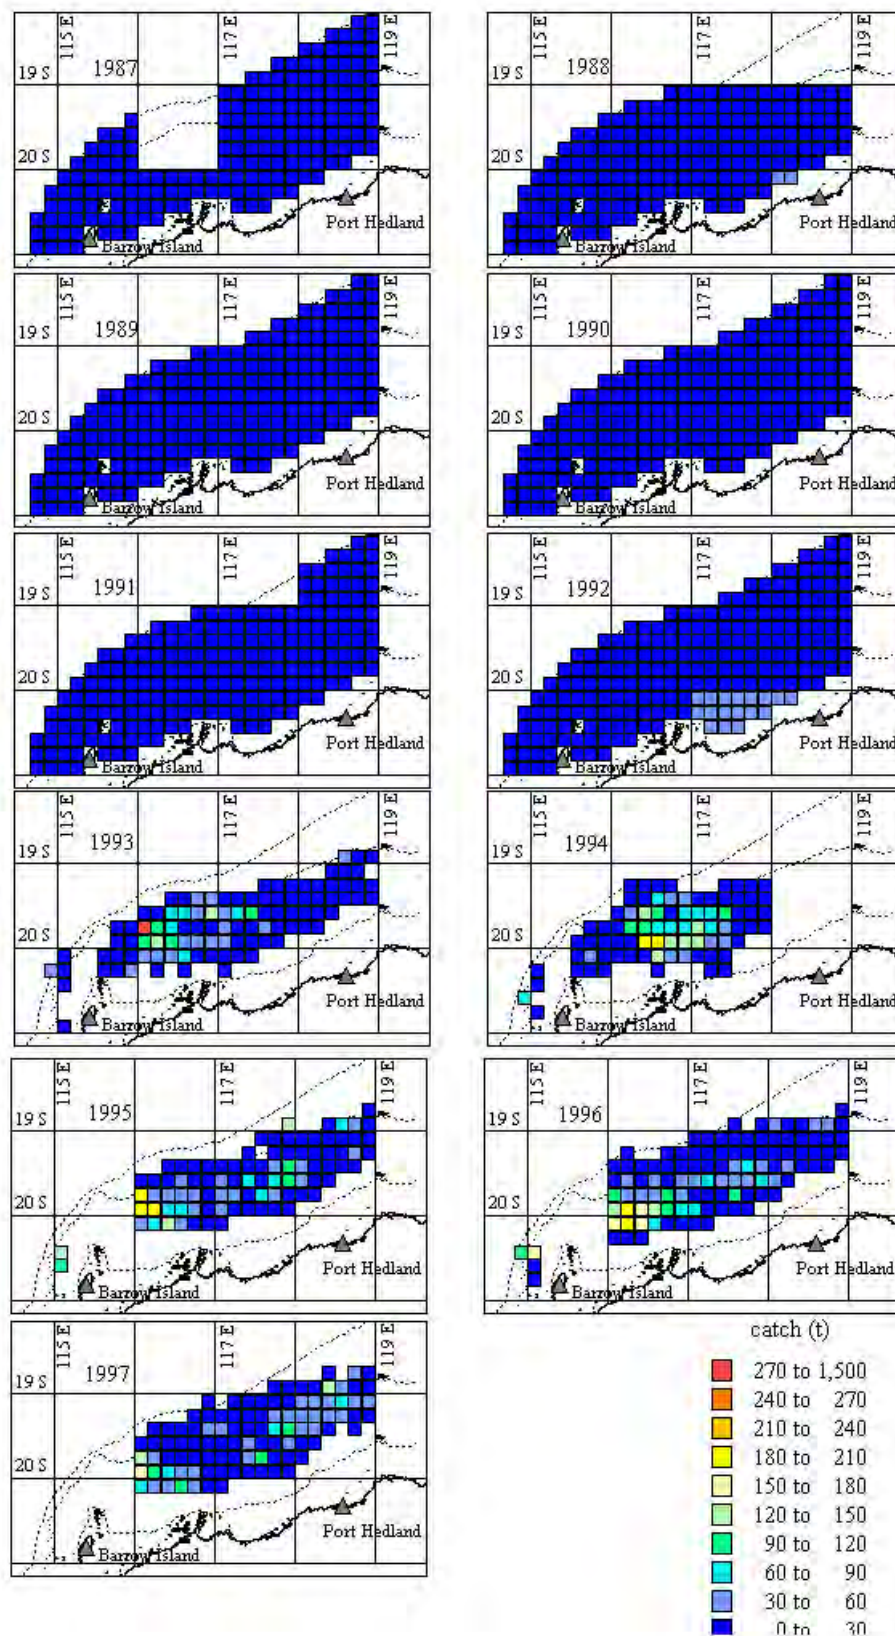 115 E
117 E
119 E
19 S
1987
20 S
Port Hedland
Barrow Island
115 E
117 E
119 E
19 S
1988
20 S
Port Hedland
Barrow Island
115 E
117 E
119 E
19 S
1989
20 S
Port Hedland
Barrow Island
115 E
117 E
119 E
19 S
1990
20 S
Port Hedland
Barrow Island
115 E
117 E
119 E
19 S
1991
20 S
Port Hedland
Barrow Island
115 E
117 E
119 E
19 S
1992
20 S
Port Hedland
Barrow Island
115 E
117 E
119 E
19 S
1993
20 S
Port Hedland
Barrow Island
115 E
117 E
119 E
19 S
1994
20 S
Port Hedland
Barrow Island
115 E
117 E
119 E
19 S
1995
20 S
Port Hedland
Barrow Island
115 E
117 E
119 E
19 S
1996
20 S
Port Hedland
Barrow Island
115 E
117 E
119 E
19 S
1997
20 S
Port Hedland
Barrow Island
catch (t)
270 to 1,500
240 to 270
210 to 240
180 to 210
150 to 180
120 to 150
90 to 120
60 to 90
30 to 60
0 to 30